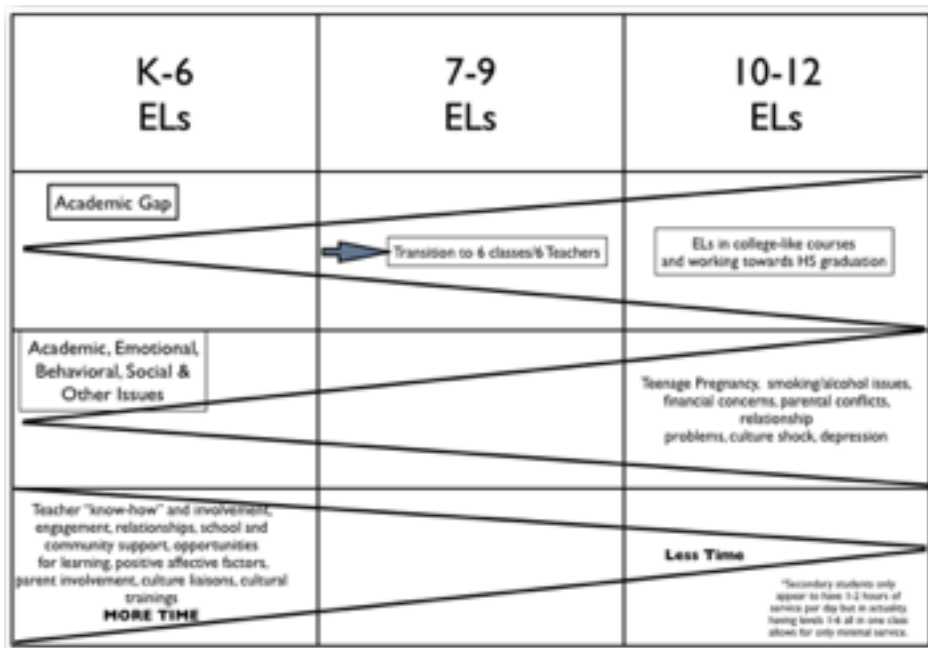 K-6
ELs
7-9
ELs
10-12
ELs
Academic Gap
Transition to 6 classes/6 Teachers
ELs in college-like courses
and working towards HS graduation
Academic, Emotional,
Behavioral, Social &
Other Issues
Teenage Pregnancy, smoking/alcohol issues,
financial concerns, parental conflicts,
relationship
problems, culture shock, depression
Teacher "know-how" and involvement,
engagement, relationships, school and
community support, opportunities
for learning, positive affective factors,
parent involvement, culture liaisons, cultural
trainings
MORE TIME
Less Time
*Secondary students only
appear to have 1-2 hours of
service per day but in actuality,
having levels 1-6 all in one class
allows for only minimal service.